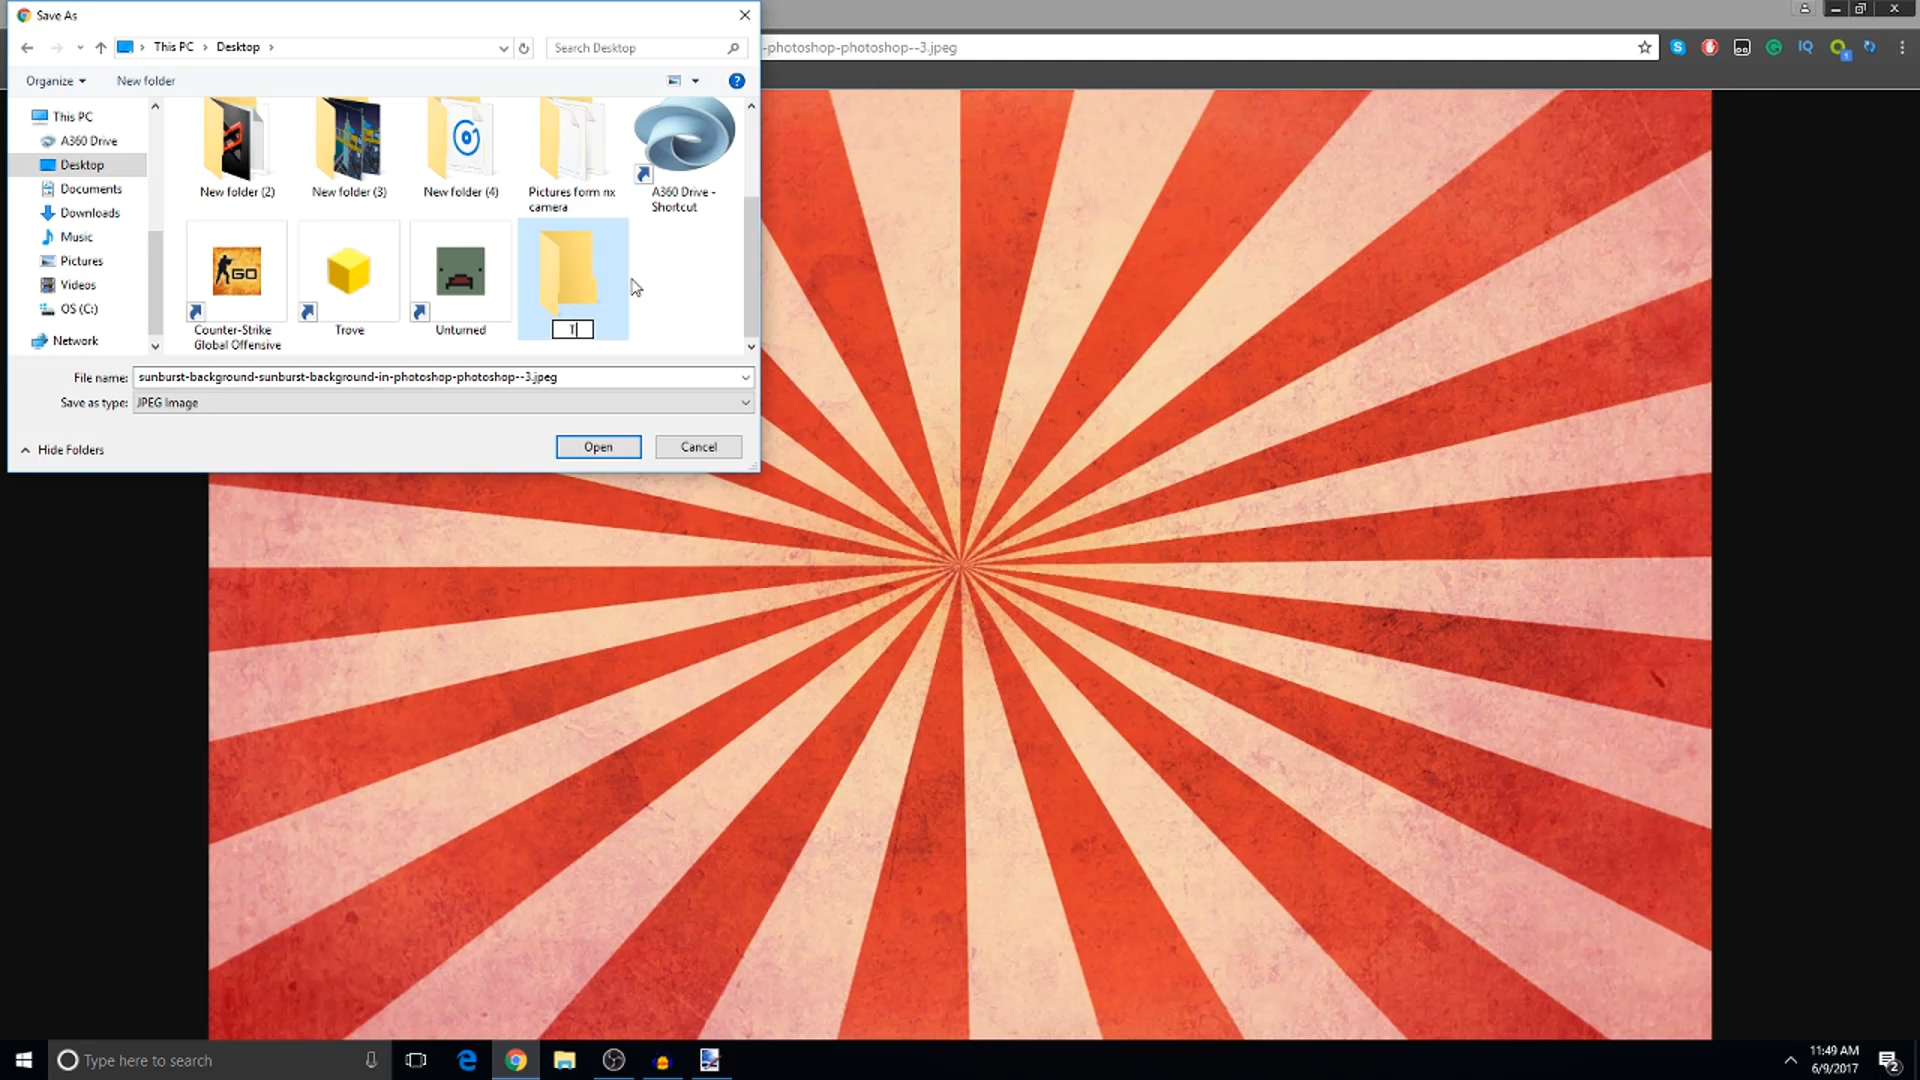 Save As
This PC
Desktop
Search Desktop
-photoshop-photoshop--3.jpeg
Organize
New folder
This PC
A360 Drive
Desktop
Documents
Downloads
Music
Pictures
Videos
OS (C:)
Network
New folder (2)
New folder (3)
New folder (4)
Pictures form nx
camera
A360 Drive -
Shortcut
GO
Counter-Strike
Global Offensive
Trove
Unturned
T
File name:
sunburst-background-sunburst-background-in-photoshop-photoshop--3.jpeg
Save as type:
JPEG Image
Hide Folders
Open
Cancel
Type here to search
11:49 AM
6/9/2017
2